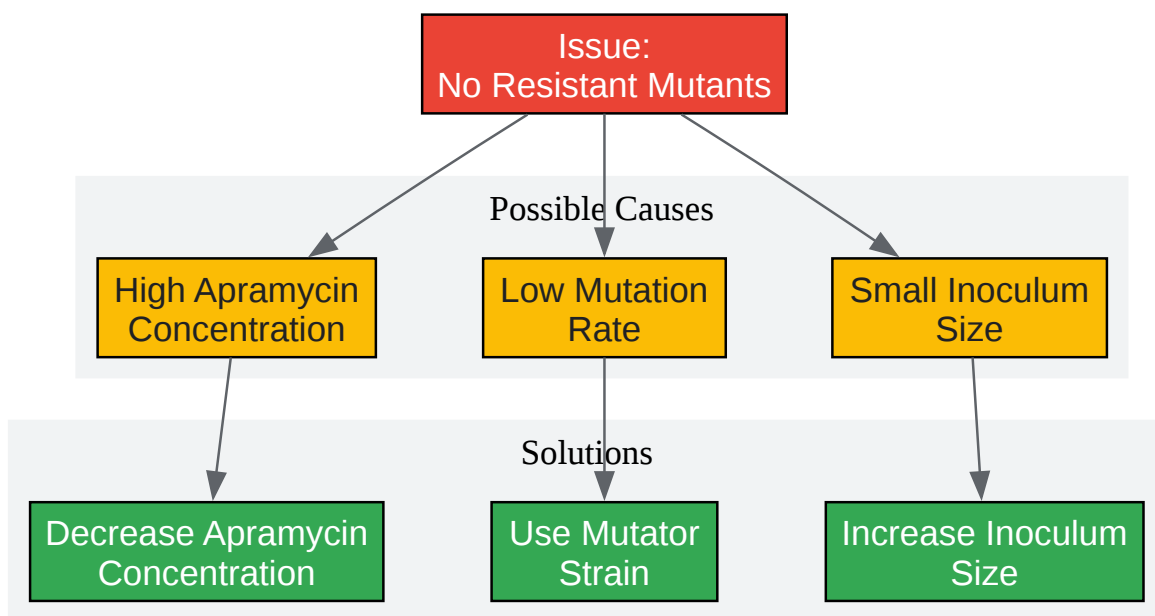 Issue:
No Resistant Mutants
Possible Causes
High Apramycin
Concentration
Low Mutation
Rate
Small Inoculum
Size
Solutions
Decrease Apramycin
Concentration
Use Mutator
Strain
Increase Inoculum
Size